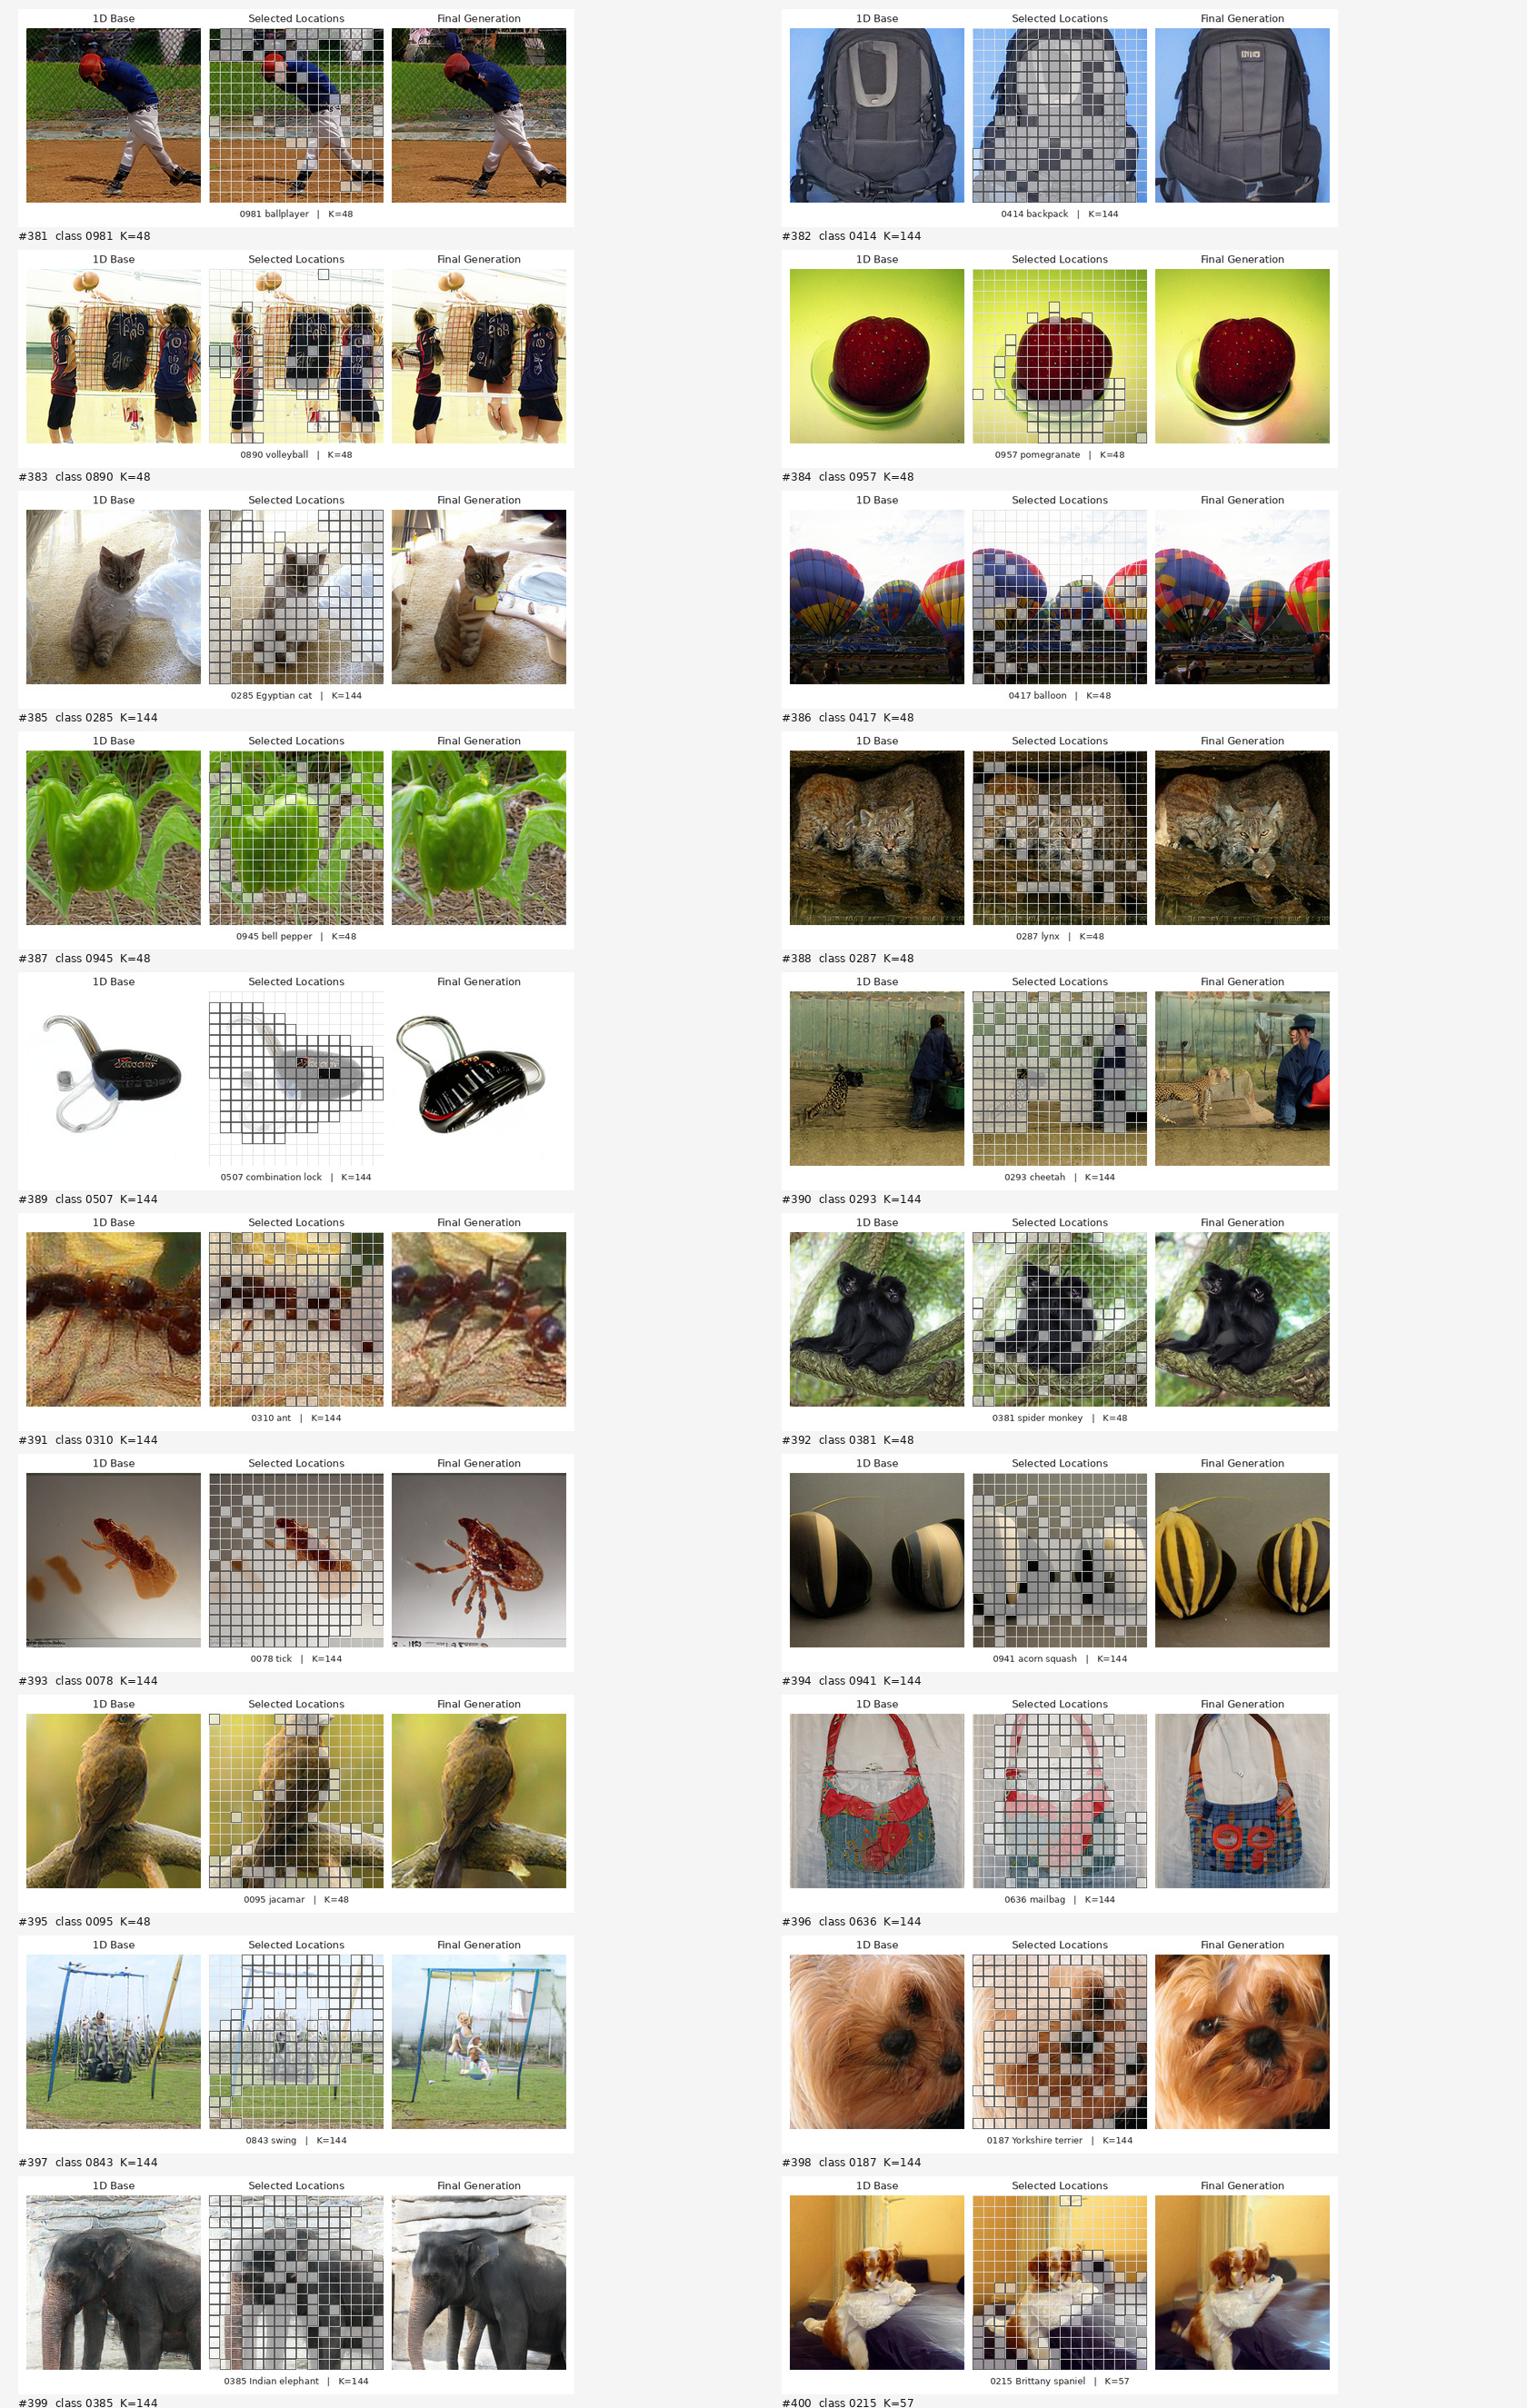 1D Base Selected Locations Final Generation 1D Base Selected Locations Final Generation
0981 ballplayer | K=48 0414 backpack | K=144
#381 class 0981 K=48 #382 class 0414 K=144
1D Base Selected Locations Final Generation 1D Base Selected Locations Final Generation
0890 volleyball | K=48 0957 pomegranate | K=48
#383 class 0890 K=48 #384 class 0957 K=48
1D Base Selected Locations Final Generation 1D Base Selected Locations Final Generation
0285 Egyptian cat | K=144 0417 balloon | K=48
#385 class 0285 K=144 #386 class 0417 K=48
1D Base Selected Locations Final Generation 1D Base Selected Locations Final Generation
0945 bell pepper | K=48 0287 lynx | K=48
#387 class 0945 K=48 #388 class 0287 K=48
1D Base Selected Locations Final Generation 1D Base Selected Locations Final Generation
0507 combination lock | K=144 0293 cheetah | K=144
#389 class 0507 K=144 #390 class 0293 K=144
1D Base Selected Locations Final Generation 1D Base Selected Locations Final Generation
0310 ant | K=144 0381 spider monkey | K=48
#391 class 0310 K=144 #392 class 0381 K=48
1D Base Selected Locations Final Generation 1D Base Selected Locations Final Generation
0078 tick | K=144 0941 acorn squash | K=144
#393 class 0078 K=144 #394 class 0941 K=144
1D Base Selected Locations Final Generation 1D Base Selected Locations Final Generation
0095 jacamar | K=48 0636 mailbag | K=144
#395 class 0095 K=48 #396 class 0636 K=144
1D Base Selected Locations Final Generation 1D Base Selected Locations Final Generation
0843 swing | K=144 0187 Yorkshire terrier | K=144
#397 class 0843 K=144 #398 class 0187 K=144
1D Base Selected Locations Final Generation 1D Base Selected Locations Final Generation
0385 Indian elephant | K=144 0215 Brittany spaniel | K=57
#399 class 0385 K=144 #400 class 0215 K=57